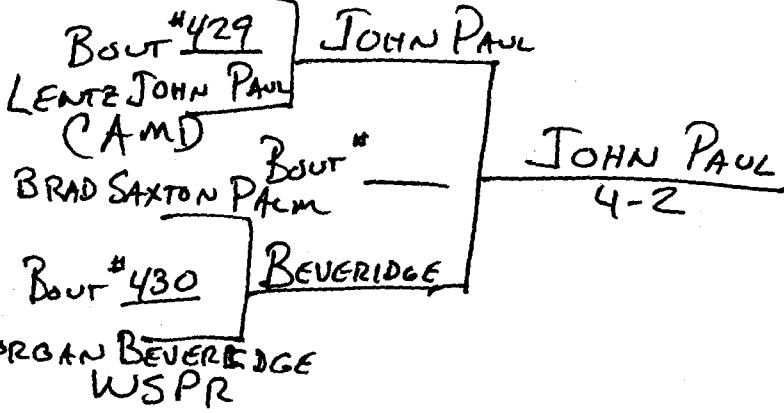 Bout #429
John Paul
Lentz John Paul
CAMD
Bout #
John Paul
4-2
Brad Saxton Palm
Bout #430
Beveridge
organ Beveridge
WSPR